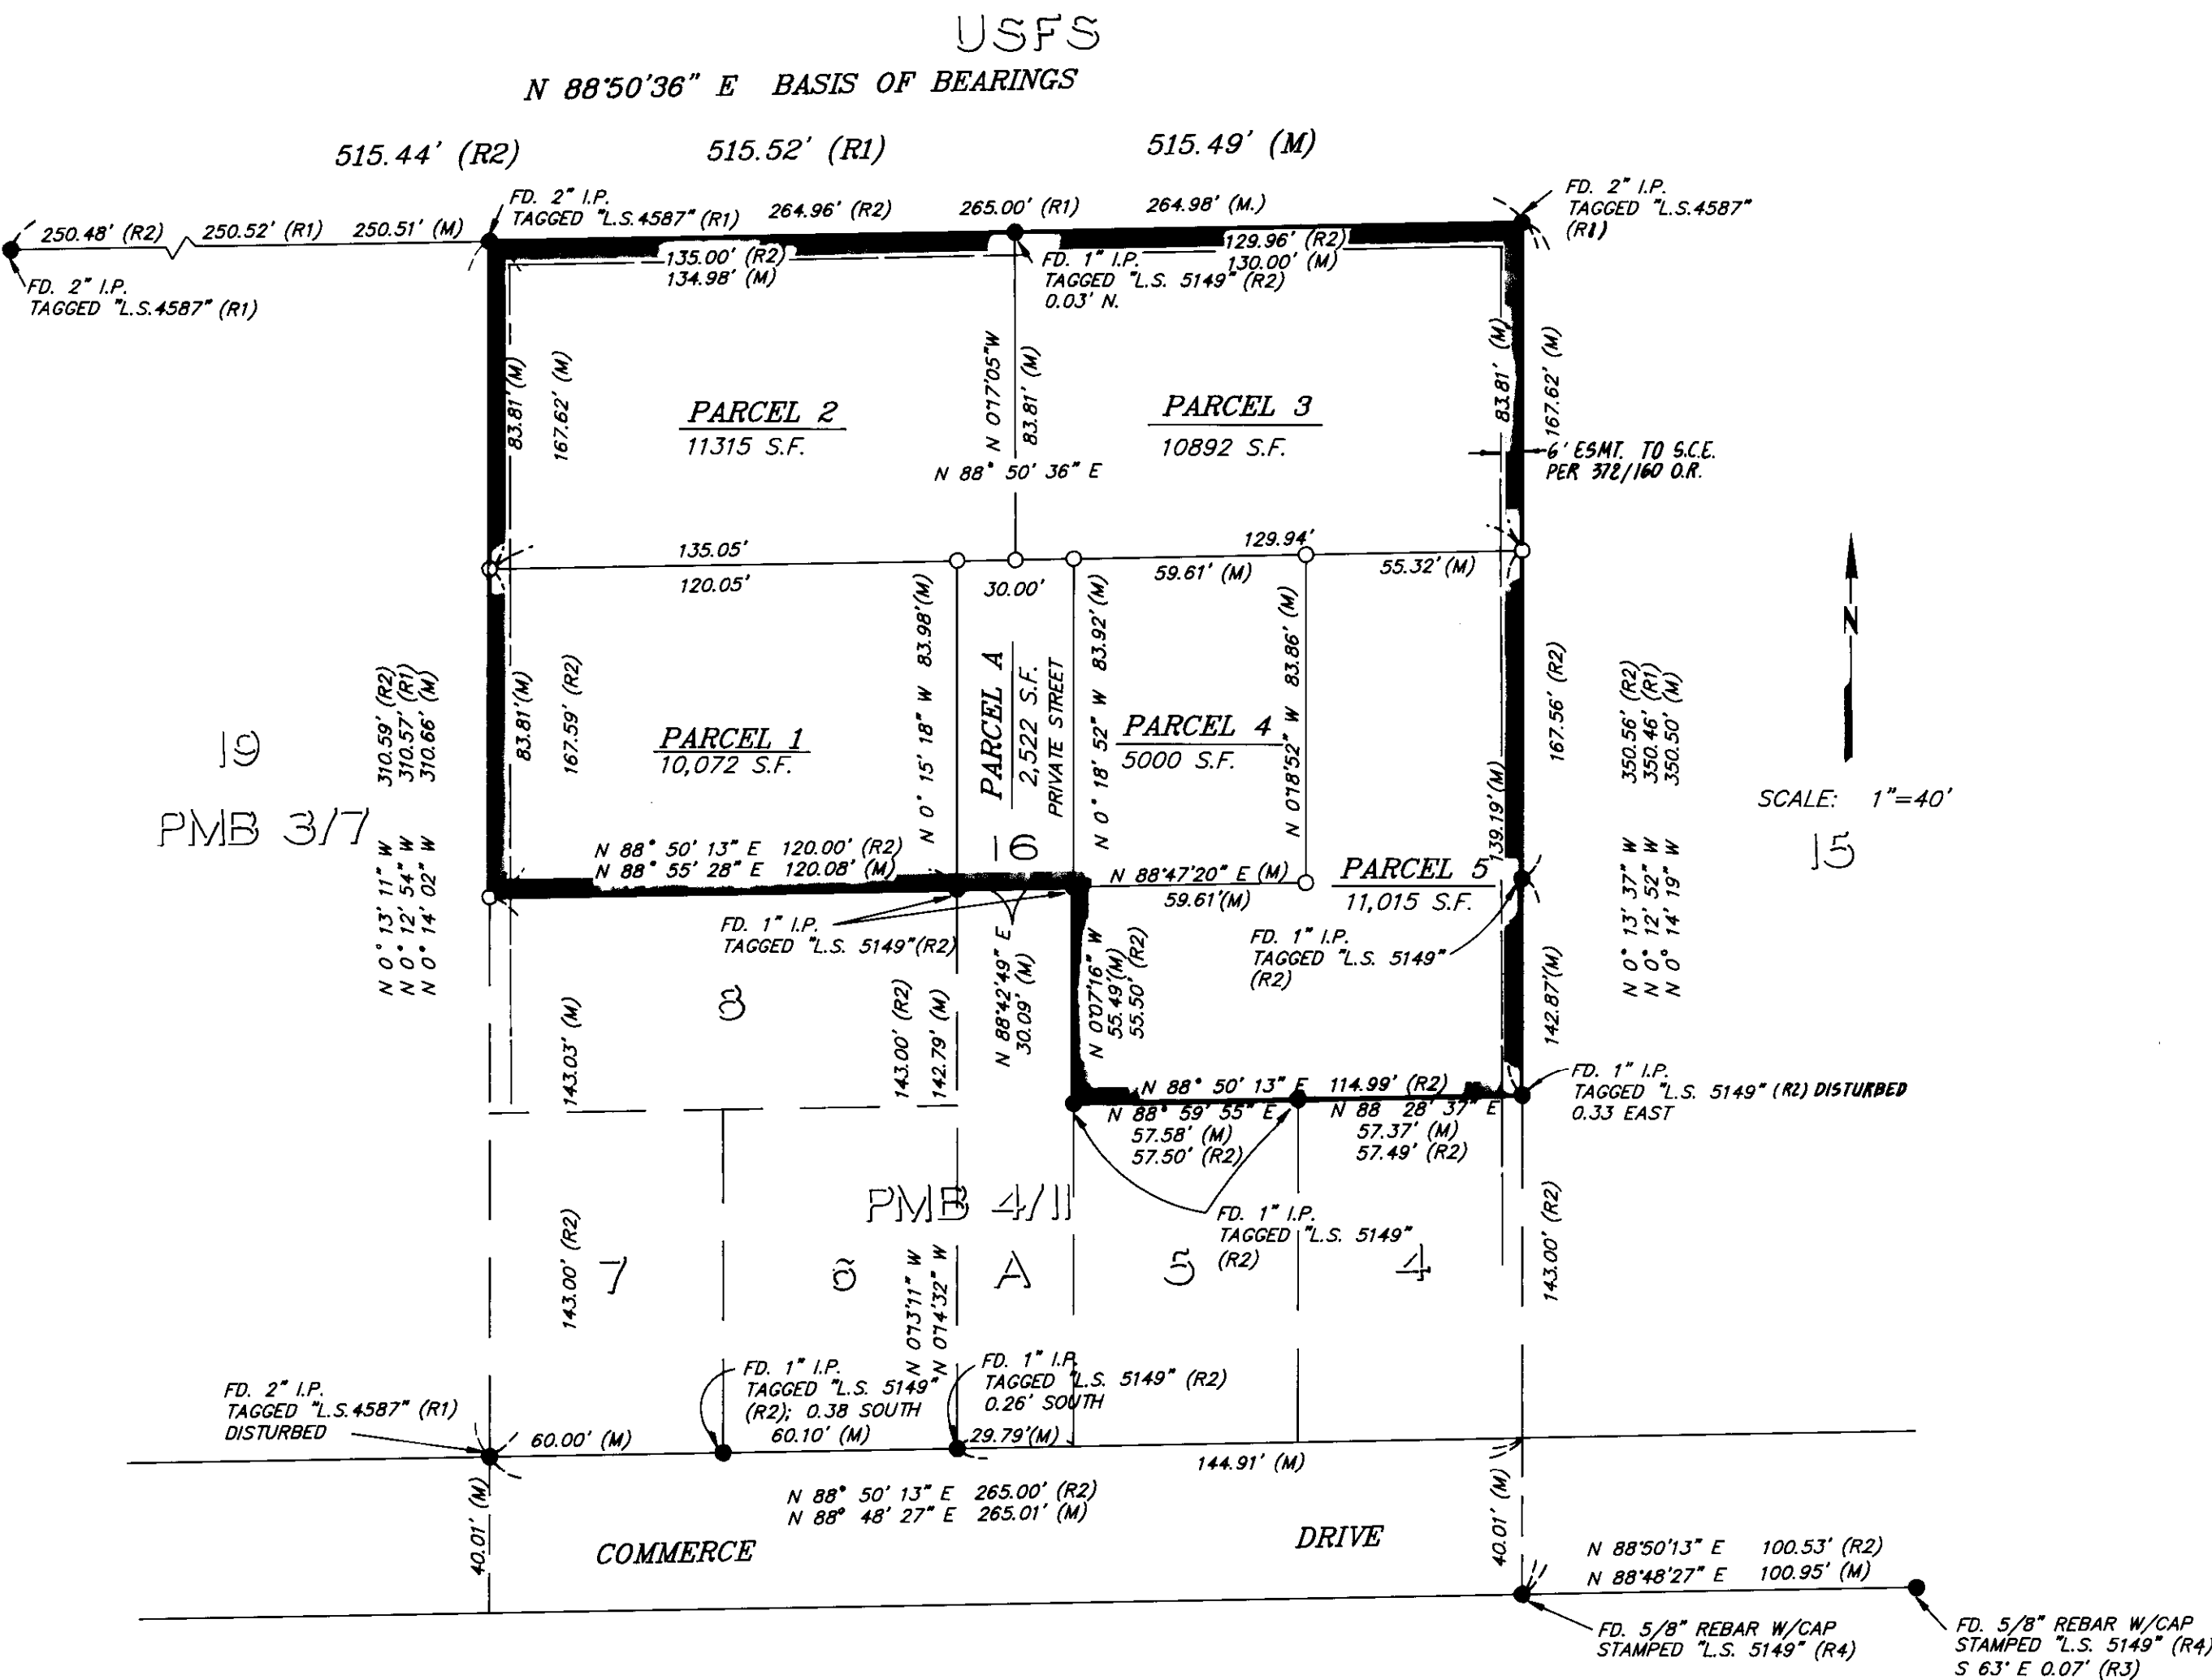 USFS
N 88°50'36" E BASIS OF BEARINGS
515.44' (R2)
515.52' (R1)
515.49' (M)
FD. 2" I.P.
TAGGED "L.S.4587" (R1)
264.96' (R2)
265.00' (R1)
264.98' (M.)
FD. 2" I.P.
TAGGED "L.S.4587"
(R1)
250.48' (R2)
250.52' (R1)
250.51' (M)
FD. 2" I.P.
TAGGED "L.S.4587" (R1)
135.00' (R2)
134.98' (M)
FD. 1" I.P.
TAGGED "L.S. 5149" (R2)
0.03' N.
129.96' (R2)
130.00' (M)
83.81' (M)
167.62' (M)
PARCEL 2
11315 S.F.
N 0°17'05"W
83.81' (M)
N 88° 50' 36" E
PARCEL 3
10892 S.F.
83.81' (M)
167.62' (M)
6' ESMT. TO S.C.E.
PER 372/160 O.R.
135.05'
120.05'
30.00'
129.94'
59.61' (M)
55.32' (M)
N
SCALE: 1"=40'
15
19
PMB 3/7
N 0° 13' 11" W 310.59' (R2)
N 0° 12' 54" W 310.57' (R1)
N 0° 14' 02" W 310.66' (M)
83.81' (M)
167.59' (R2)
PARCEL 1
10,072 S.F.
N 0° 15' 18" W 83.98' (M)
PARCEL A
2,522 S.F.
PRIVATE STREET
16
N 0° 18' 52" W 83.92' (M)
PARCEL 4
5000 S.F.
N 0°18'52" W 83.86' (M)
139.19' (M)
167.56' (R2)
N 0° 13' 37" W 350.56' (R2)
N 0° 12' 52" W 350.46' (R1)
N 0° 14' 19" W 350.50' (M)
N 88° 50' 13" E 120.00' (R2)
N 88° 55' 28" E 120.08' (M)
N 88°47'20" E (M)
59.61'(M)
PARCEL 5
11,015 S.F.
FD. 1" I.P.
TAGGED "L.S. 5149"(R2)
N 88°42'49" E
30.09' (M)
N 0°07'16" W
55.49'(M)
55.50' (R2)
FD. 1" I.P.
TAGGED "L.S. 5149"
(R2)
142.87'(M)
8
143.03' (M)
143.00' (R2)
142.79' (M)
FD. 1" I.P.
TAGGED "L.S. 5149" (R2) DISTURBED
0.33 EAST
N 88° 50' 13" E 114.99' (R2)
N 88° 59' 55" E
57.58' (M)
57.50' (R2)
N 88 28' 37" E
57.37' (M)
57.49' (R2)
PMB 4/11
FD. 1" I.P.
TAGGED "L.S. 5149"
(R2)
143.00' (R2)
7
6
A
5
4
143.00' (R2)
N 0°13'11" W
N 0°14'32" W
FD. 2" I.P.
TAGGED "L.S.4587" (R1)
DISTURBED
FD. 1" I.P.
TAGGED "L.S. 5149"
(R2); 0.38 SOUTH
FD. 1" I.P.
TAGGED "L.S. 5149" (R2)
0.26' SOUTH
60.00' (M)
60.10' (M)
29.79'(M)
144.91' (M)
N 88° 50' 13" E 265.00' (R2)
N 88° 48' 27" E 265.01' (M)
40.01' (M)
COMMERCE DRIVE
40.01' (M)
N 88°50'13" E 100.53' (R2)
N 88°48'27" E 100.95' (M)
FD. 5/8" REBAR W/CAP
STAMPED "L.S. 5149" (R4)
FD. 5/8" REBAR W/CAP
STAMPED "L.S. 5149" (R4)
S 63° E 0.07' (R3)